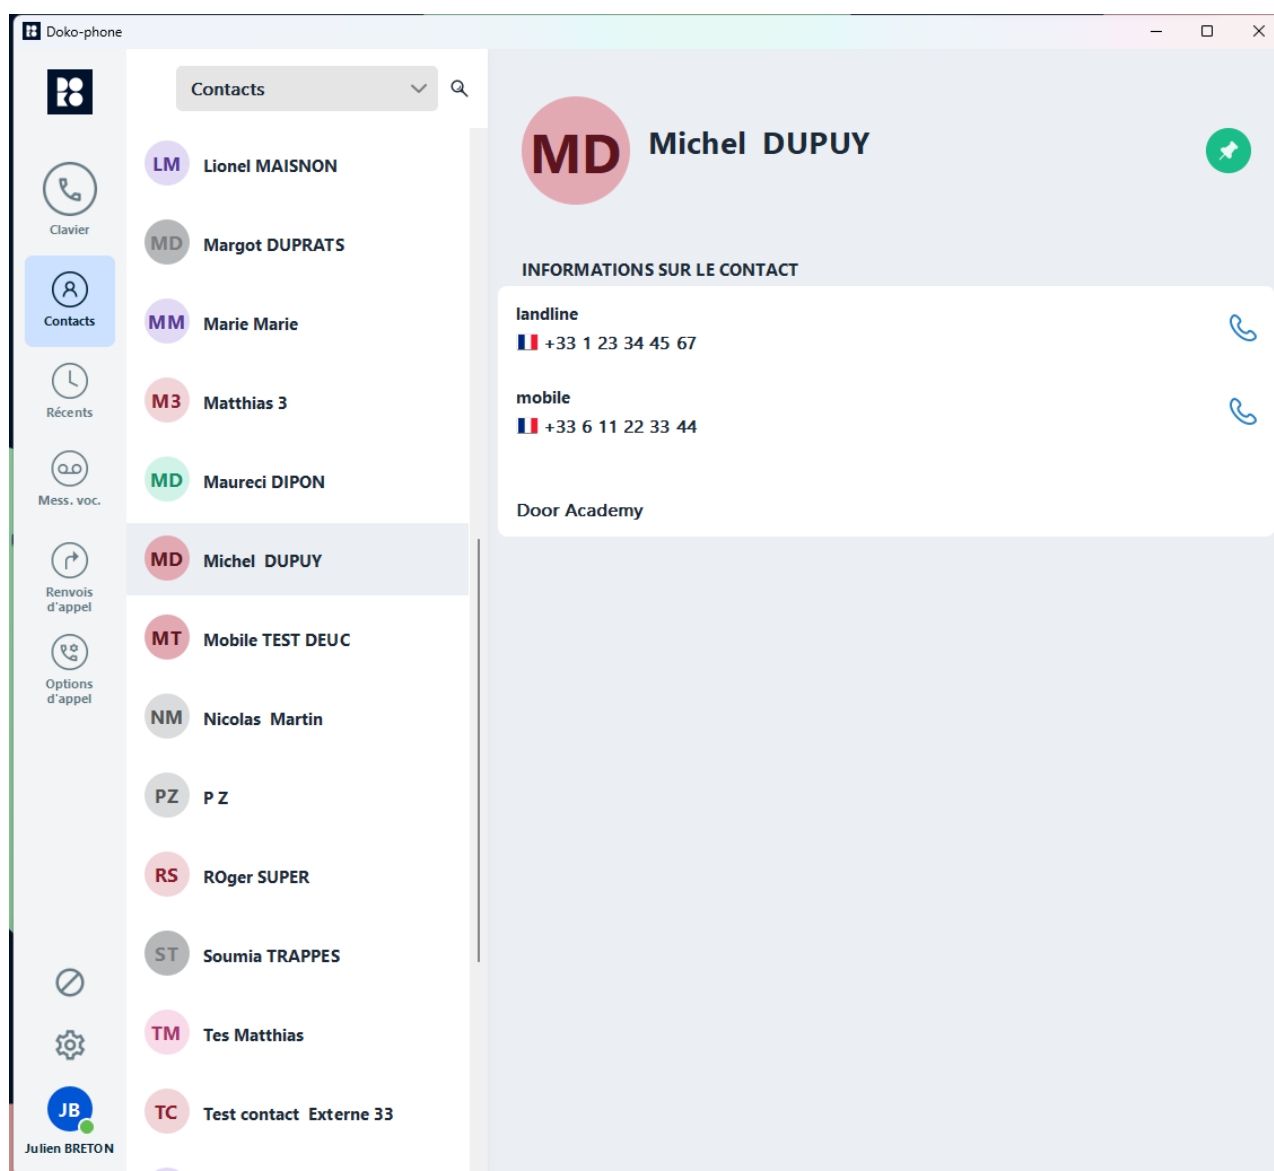 Doko-phone
DOKO
Clavier
Contacts
Récents
Mess. voc.
Renvois
d'appel
Options
d'appel
JB
Julien BRETON
Contacts
LM Lionel MAISNON
MD Margot DUPRATS
MM Marie Marie
M3 Matthias 3
MD Maureci DIPON
MD Michel DUPUY
MT Mobile TEST DEUC
NM Nicolas Martin
PZ P Z
RS ROger SUPER
ST Soumia TRAPPES
TM Tes Matthias
TC Test contact Externe 33
MD Michel DUPUY
INFORMATIONS SUR LE CONTACT
landline
+33 1 23 34 45 67
mobile
+33 6 11 22 33 44
Door Academy